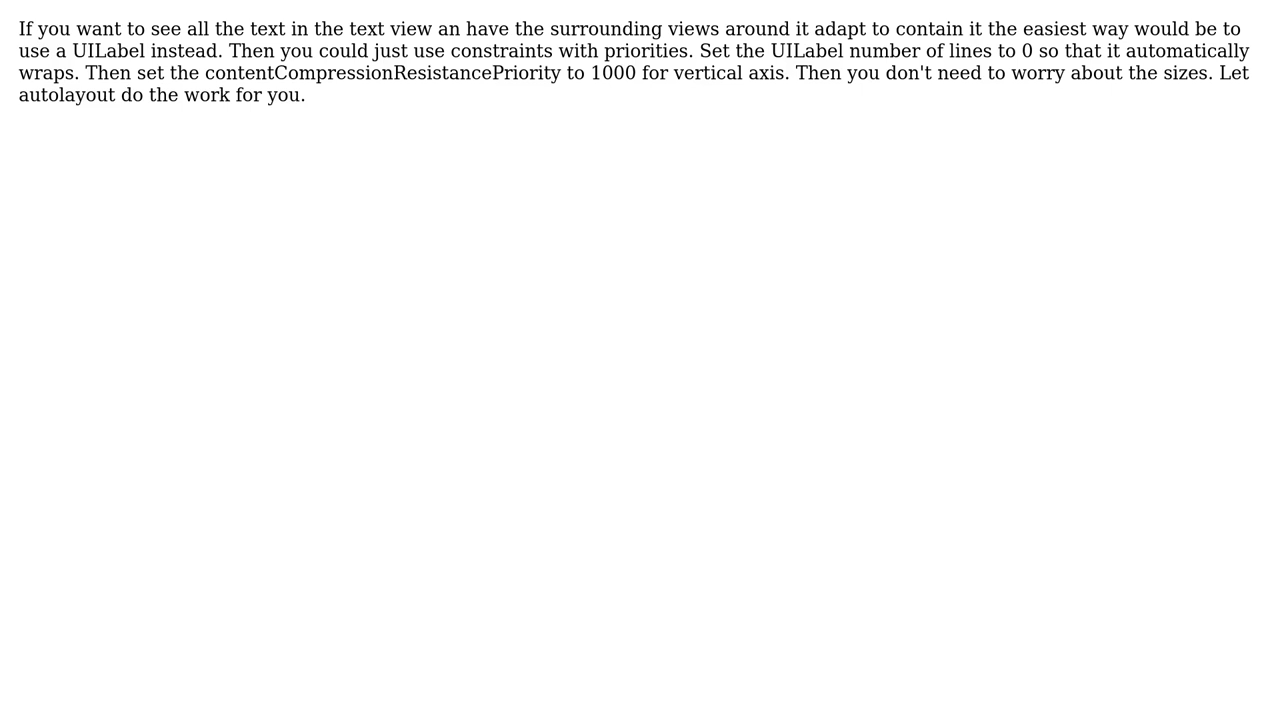 If you want to see all the text in the text view an have the surrounding views around it adapt to contain it the easiest way would be to
use a UILabel instead. Then you could just use constraints with priorities. Set the UILabel number of lines to 0 so that it automatically
wraps. Then set the contentCompressionResistancePriority to 1000 for vertical axis. Then you don't need to worry about the sizes. Let
autolayout do the work for you.